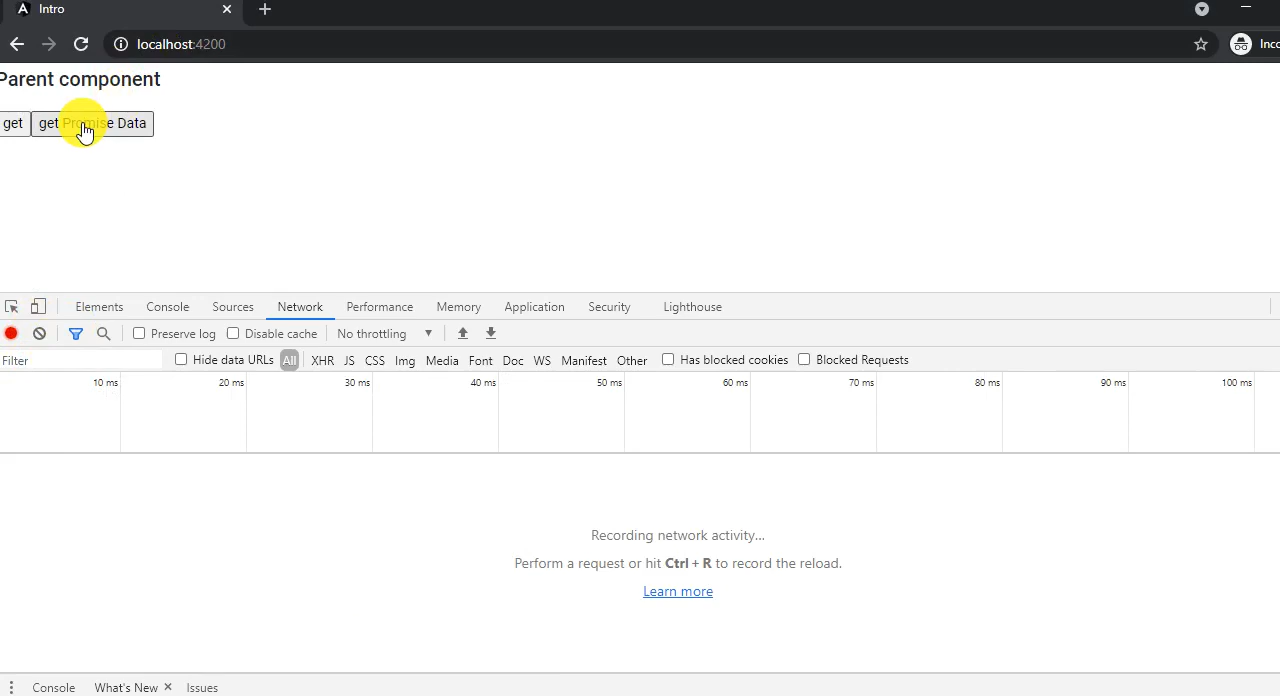 Intro
localhost:4200
Parent component
get get Promise Data
Elements Console Sources Network Performance Memory Application Security Lighthouse
Preserve log Disable cache No throttling
Filter Hide data URLs All XHR JS CSS Img Media Font Doc WS Manifest Other Has blocked cookies Blocked Requests
10 ms 20 ms 30 ms 40 ms 50 ms 60 ms 70 ms 80 ms 90 ms 100 ms
Recording network activity...
Perform a request or hit Ctrl + R to record the reload.
Learn more
Console What's New Issues